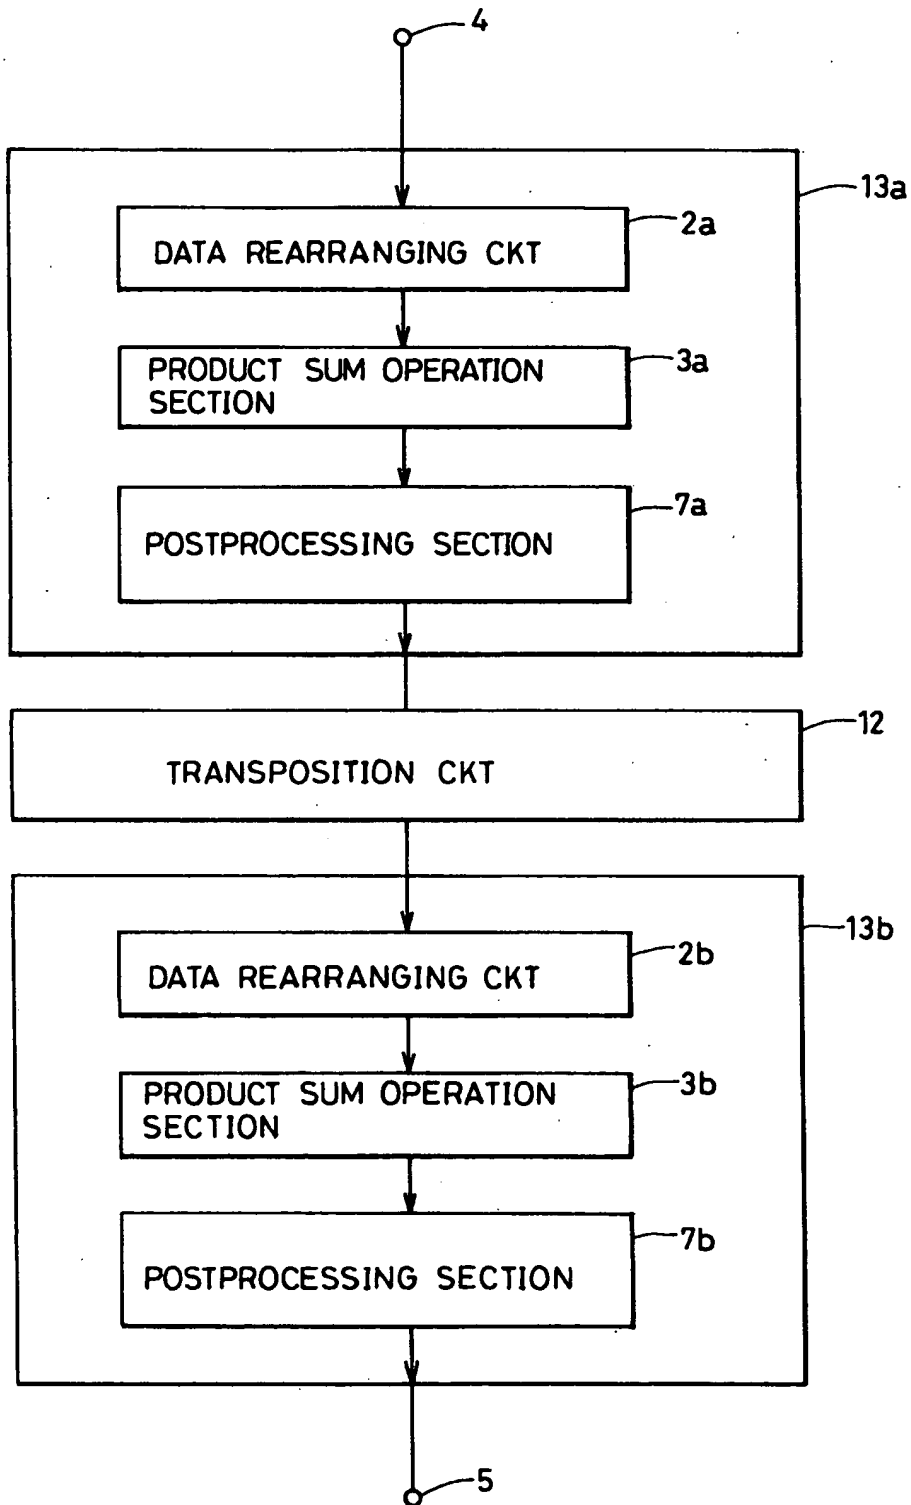 4
13a
2a
DATA REARRANGING CKT
3a
PRODUCT SUM OPERATION
SECTION
7a
POSTPROCESSING SECTION
12
TRANSPOSITION CKT
13b
2b
DATA REARRANGING CKT
3b
PRODUCT SUM OPERATION
SECTION
7b
POSTPROCESSING SECTION
5